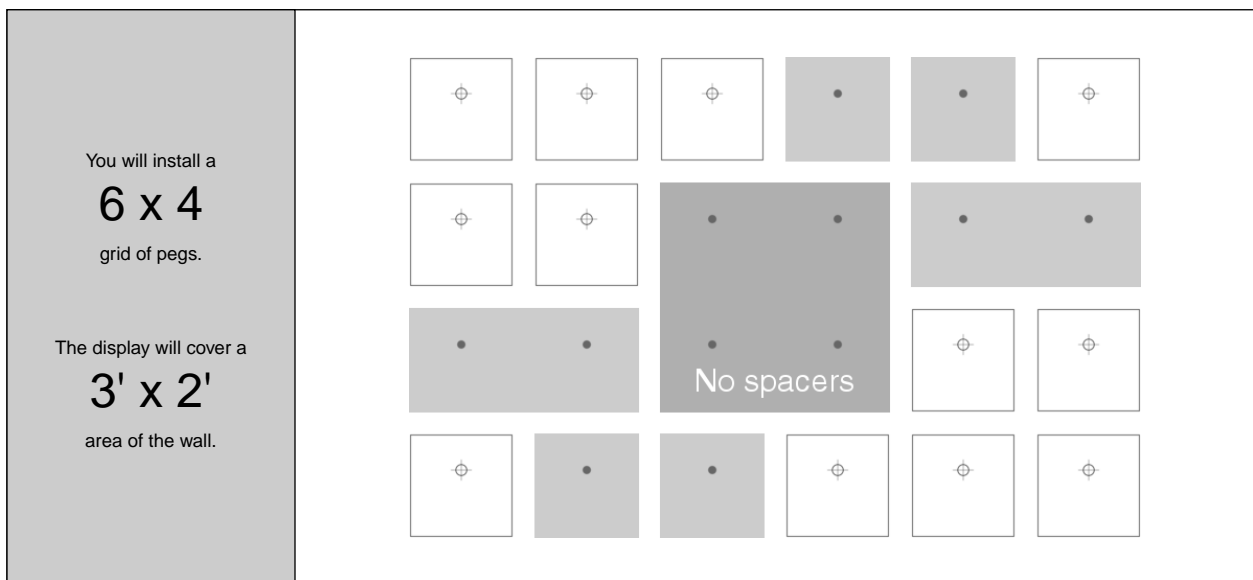 You will install a
6 x 4
grid of pegs.
The display will cover a
3' x 2'
area of the wall.
No spacers